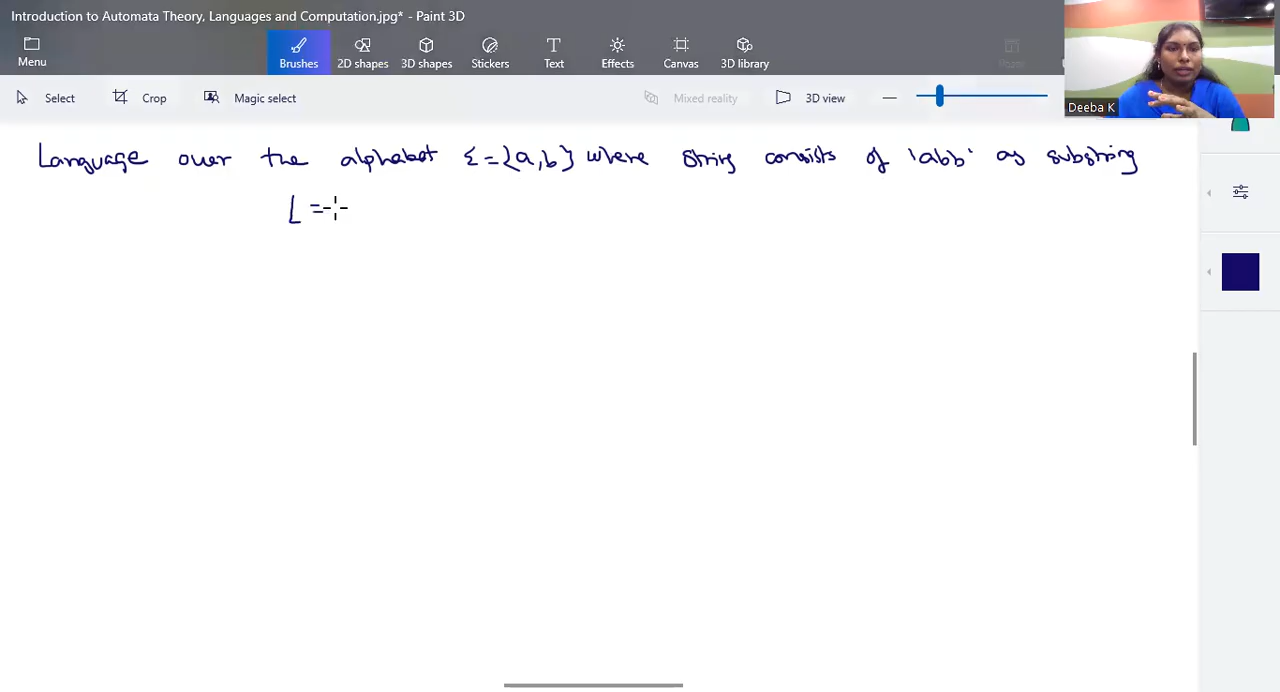 Introduction to Automata Theory, Languages and Computation.jpg* - Paint 3D
Menu
Brushes
2D shapes
3D shapes
Stickers
Text
Effects
Canvas
3D library
Select
Crop
Magic select
Mixed reality
3D view
Deeba K
Language over the alphabet Σ={a,b} where string consists of 'abb' as substring
L =